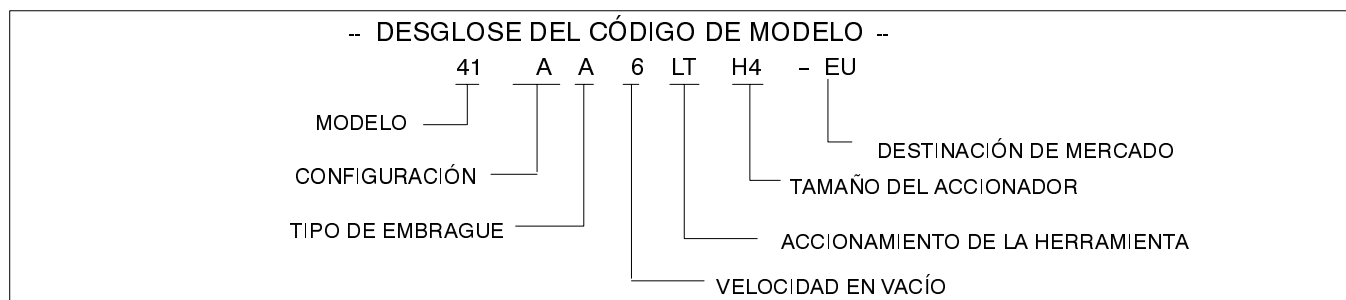 -- DESGLOSE DEL CÓDIGO DE MODELO --
41 A A 6 LT H4 - EU
MODELO
DESTINACIÓN DE MERCADO
CONFIGURACIÓN
TAMAÑO DEL ACCIONADOR
TIPO DE EMBRAGUE
ACCIONAMIENTO DE LA HERRAMIENTA
VELOCIDAD EN VACÍO